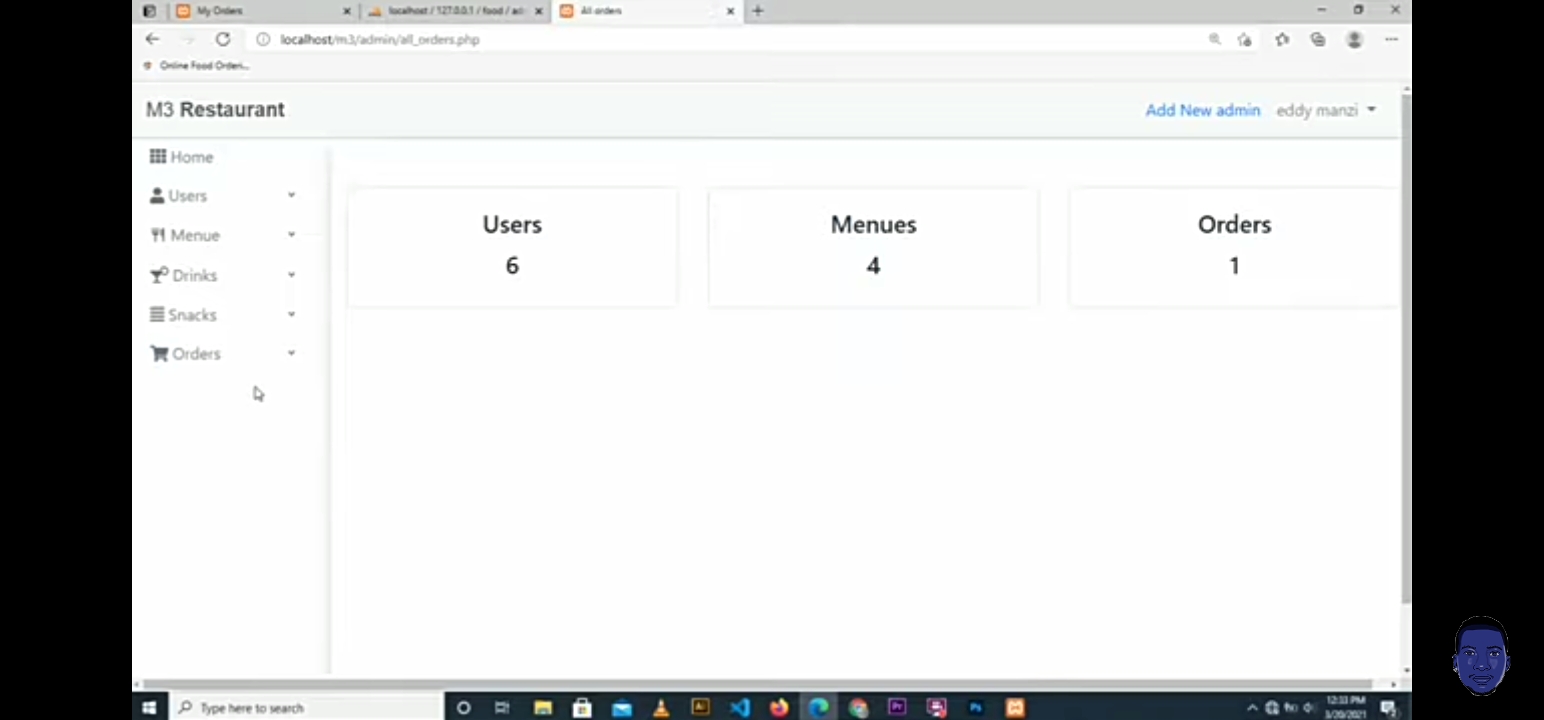 My Orders
localhost / 127.0.0.1 / food / ad
All orders
localhost/m3/admin/all_orders.php
Online Food Orderi...
M3 Restaurant
Add New admin
eddy manzi
Home
Users
Menue
Drinks
Snacks
Orders
Users
6
Menues
4
Orders
1
Type here to search
12:33 PM
3/20/2021